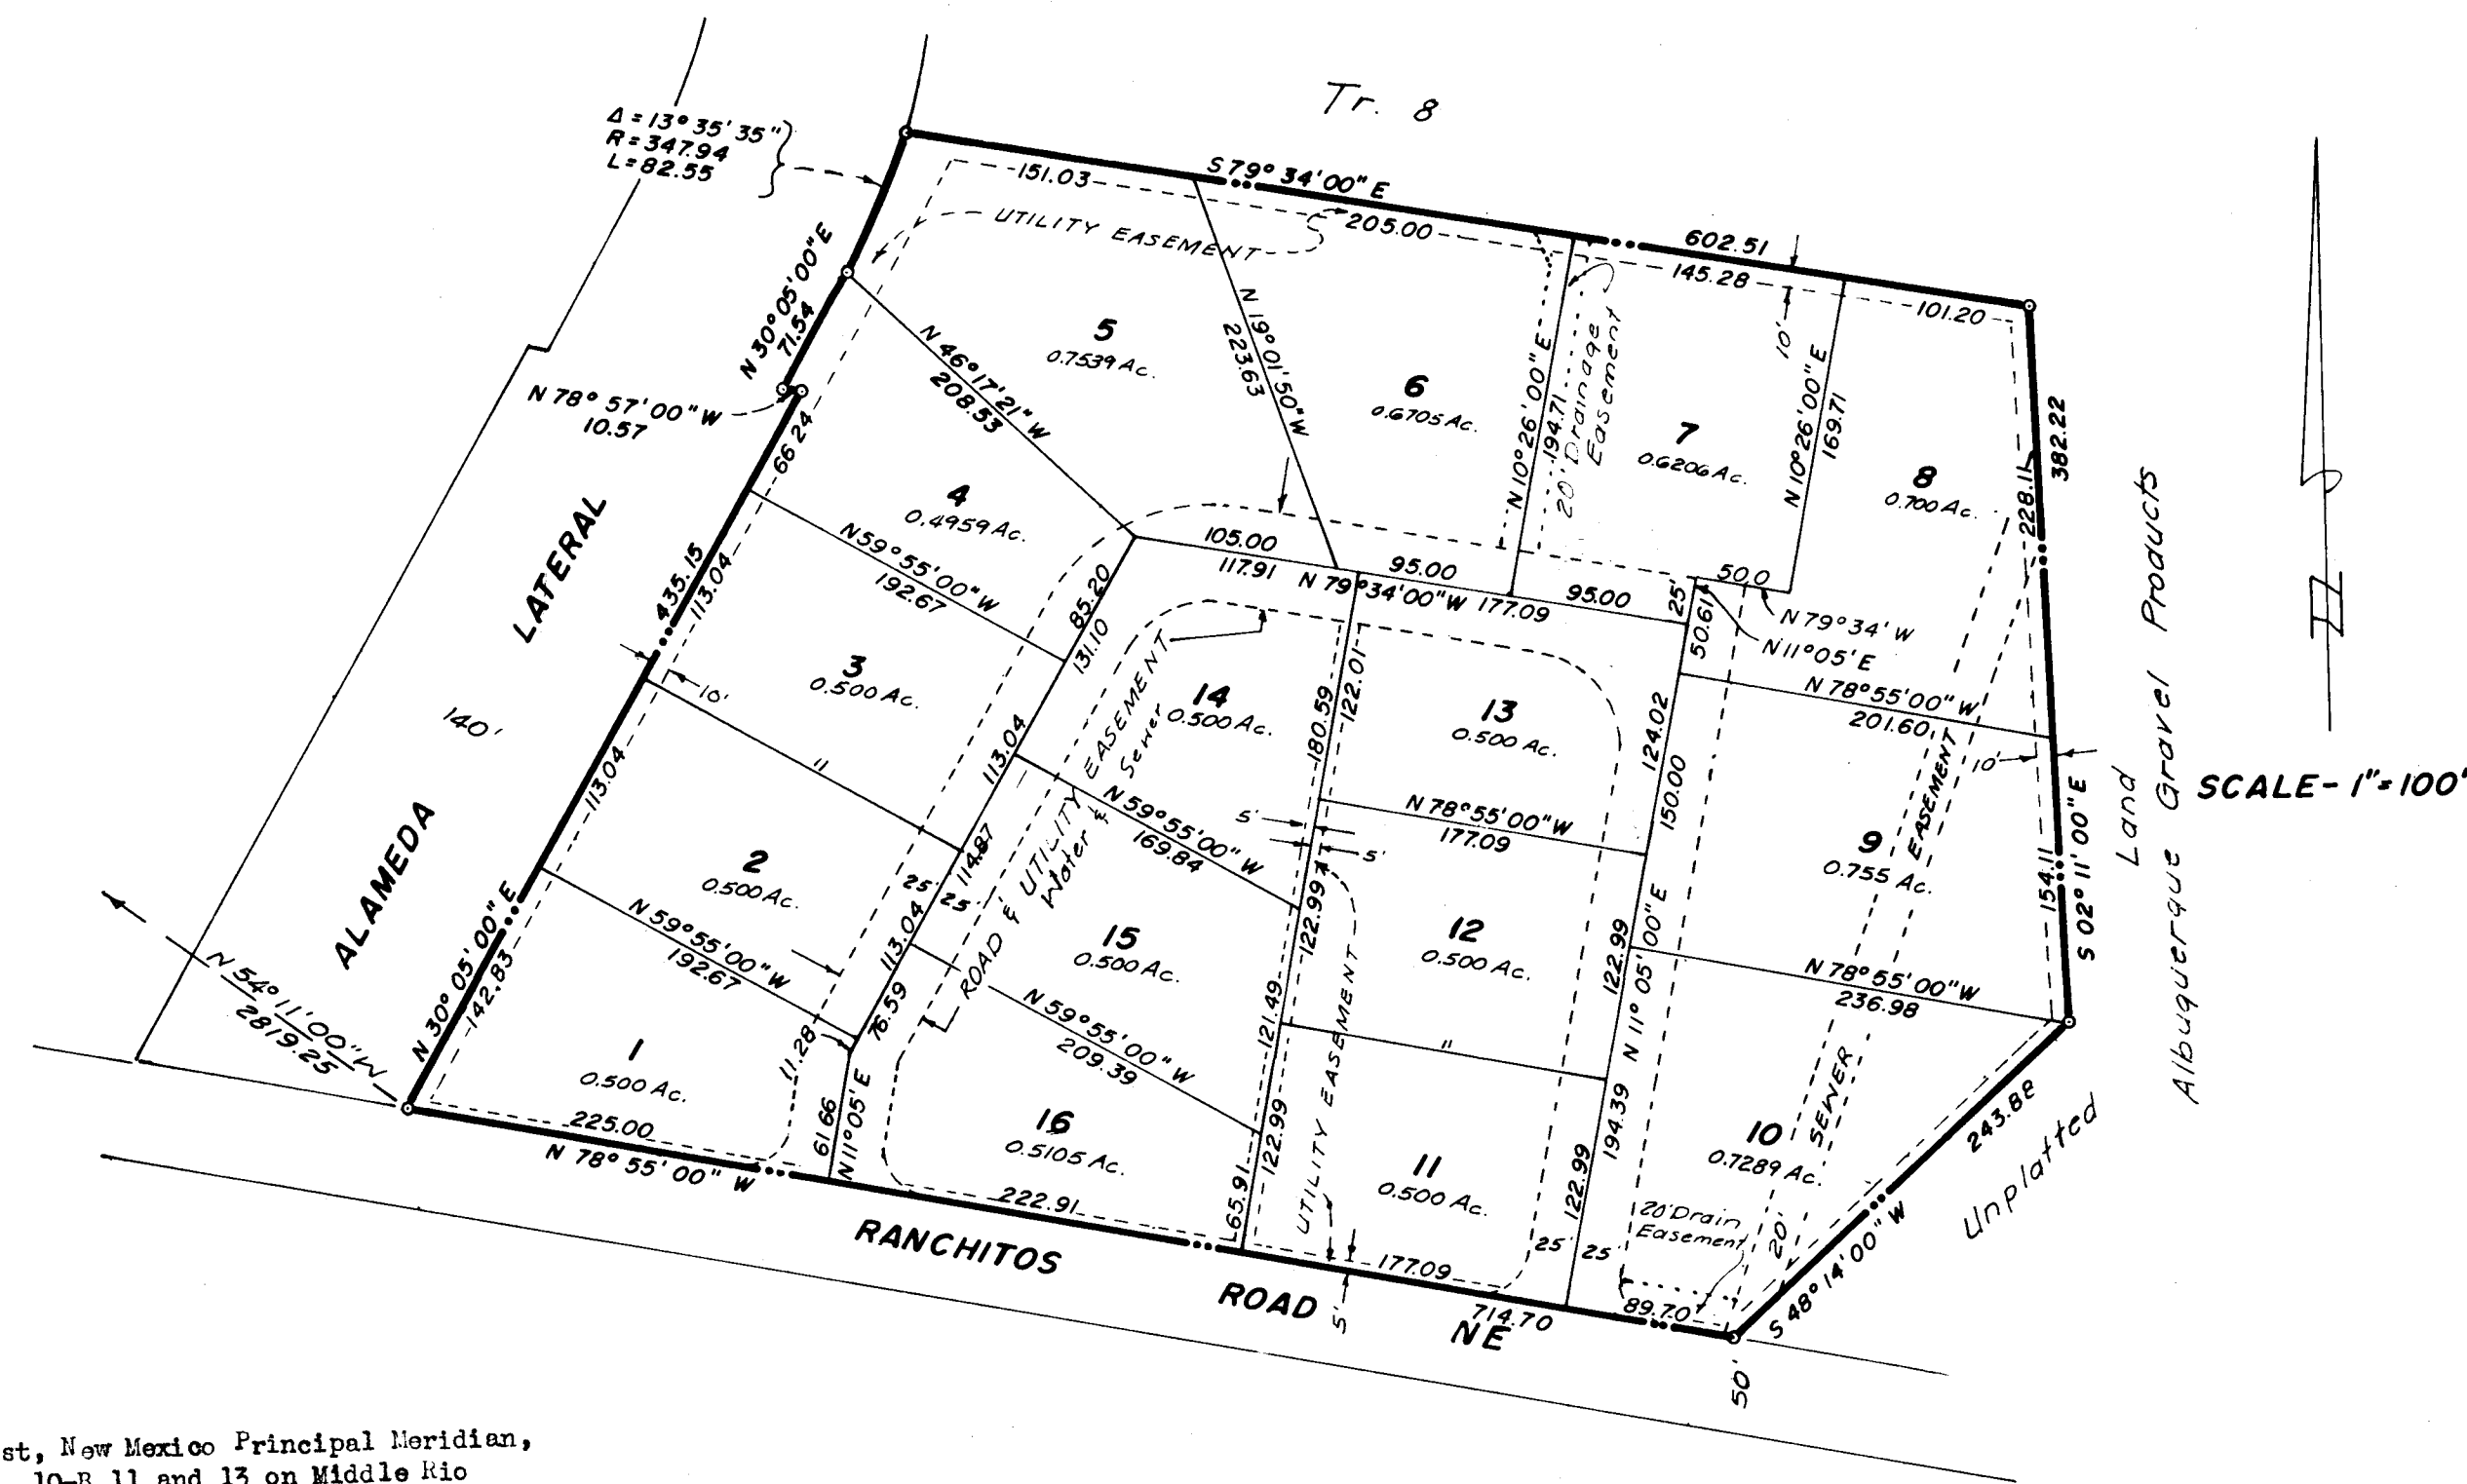 Tr. 8
Δ = 13° 35' 35"
R = 347.94
L = 82.55
S 79° 34' 00" E
602.51
151.03
205.00
145.28
101.20
UTILITY EASEMENT
N 30° 05' 00" E
71.54
N 78° 57' 00" W
10.57
N 46° 17' 21" W
208.53
5
0.7539 Ac.
N 19° 01' 50" W
223.63
6
0.6705 Ac.
N 10° 26' 00" E
194.71
20' Drainage
Easement
7
0.6206 Ac.
10'
N 10° 26' 00" E
169.71
8
0.700 Ac.
228.11
382.22
66.24
4
0.4959 Ac.
N 59° 55' 00" W
192.67
85.20
131.10
105.00
117.91
N 79° 34' 00" W
95.00
177.09
95.00
25'
50.0
50.61
N 79° 34' W
N 11° 05' E
LATERAL
435.15
113.04
3
0.500 Ac.
10'
"
113.04
ROAD & UTILITY EASEMENT
Water & Sewer
14
0.500 Ac.
180.59
122.01
13
0.500 Ac.
124.02
150.00
N 78° 55' 00" W
201.60
10'
EASEMENT
Land
Albuquerque Gravel Products
SCALE - 1" = 100'
140'
ALAMEDA
113.04
2
0.500 Ac.
N 59° 55' 00" W
192.67
25'
25'
114.87
113.04
N 59° 55' 00" W
169.84
5'
5'
N 78° 55' 00" W
177.09
9
0.755 Ac.
154.11
S 02° 11' 00" E
15
0.500 Ac.
122.99
12
0.500 Ac.
122.99
N 11° 05' 00" E
N 78° 55' 00" W
236.98
N 54° 11' 00" W
2819.25
N 30° 05' 00" E
142.83
1
0.500 Ac.
11.28
76.59
61.66
N 11° 05' E
225.00
N 78° 55' 00" W
N 59° 55' 00" W
209.39
121.49
UTILITY EASEMENT
"
16
0.5105 Ac.
65.91
122.99
11
0.500 Ac.
194.39
122.99
SEWER
10
0.7289 Ac.
20' Drain
Easement
20'
243.88
S 48° 14' 00" W
Unplatted
222.91
177.09
25'
25'
89.70
RANCHITOS
ROAD
NE
714.70
5'
50'
st, New Mexico Principal Meridian,
10-B 11 and 13 on Middle Rio